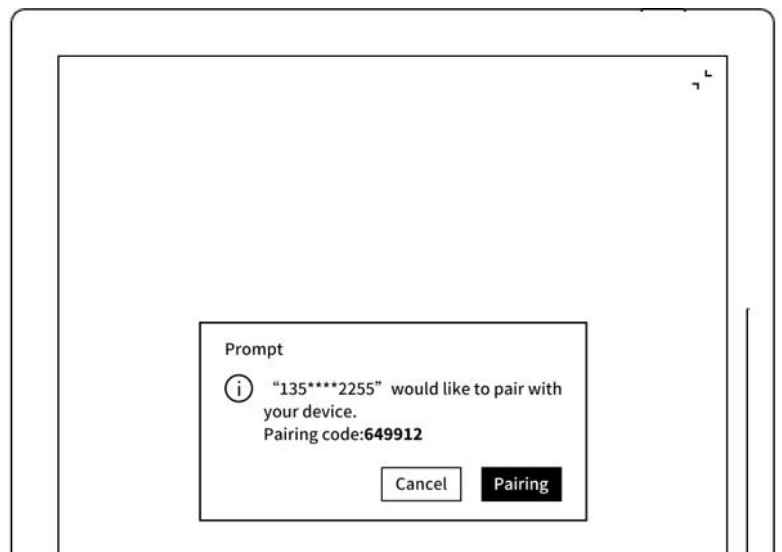 Prompt
“135****2255” would like to pair with
your device.
Pairing code:649912
Cancel Pairing